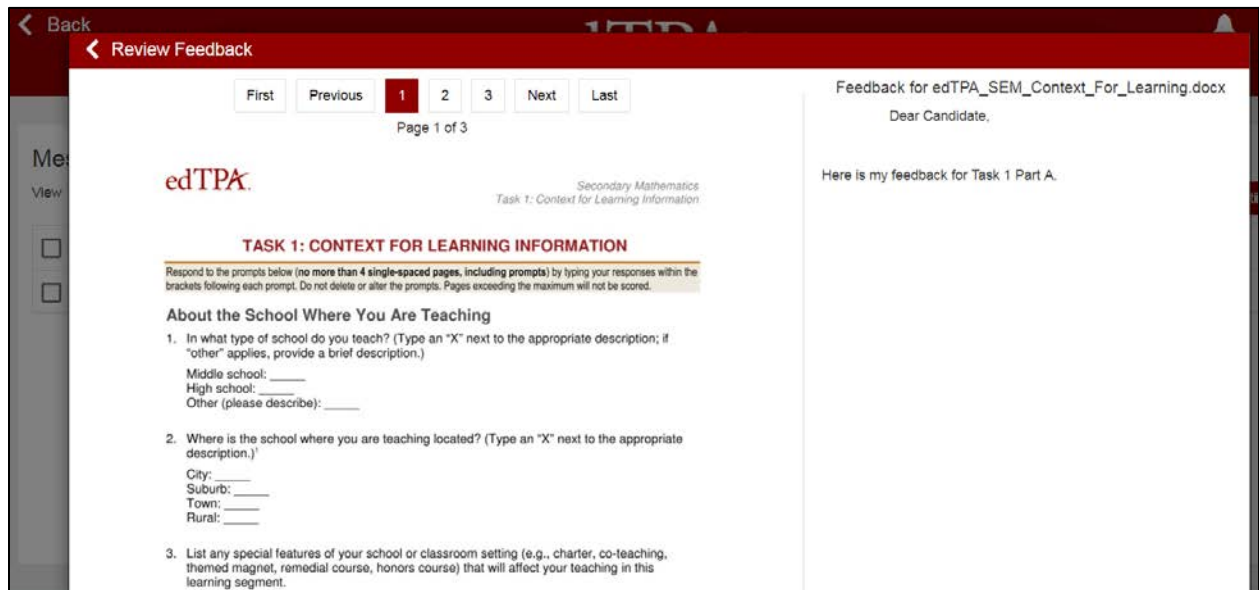 Back
Review Feedback
First Previous 1 2 3 Next Last
Page 1 of 3
edTPA.
Secondary Mathematics
Task 1: Context for Learning Information
TASK 1: CONTEXT FOR LEARNING INFORMATION
Respond to the prompts below (no more than 4 single-spaced pages, including prompts) by typing your responses within the
brackets following each prompt. Do not delete or alter the prompts. Pages exceeding the maximum will not be scored.
About the School Where You Are Teaching
1. In what type of school do you teach? (Type an “X” next to the appropriate description; if
“other” applies, provide a brief description.)
Middle school: _____
High school: _____
Other (please describe): _____
2. Where is the school where you are teaching located? (Type an “X” next to the appropriate
description.)¹
City: _____
Suburb: _____
Town: _____
Rural: _____
3. List any special features of your school or classroom setting (e.g., charter, co-teaching,
themed magnet, remedial course, honors course) that will affect your teaching in this
learning segment.
Feedback for edTPA_SEM_Context_For_Learning.docx
Dear Candidate,
Here is my feedback for Task 1 Part A.
Mes
View